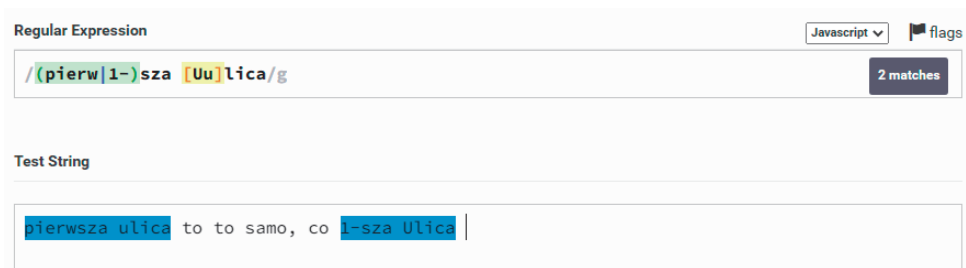 Regular Expression
Javascript flags
/(pierw|1-)sza [Uu]lica/g
2 matches
Test String
pierwsza ulica to to samo, co 1-sza Ulica